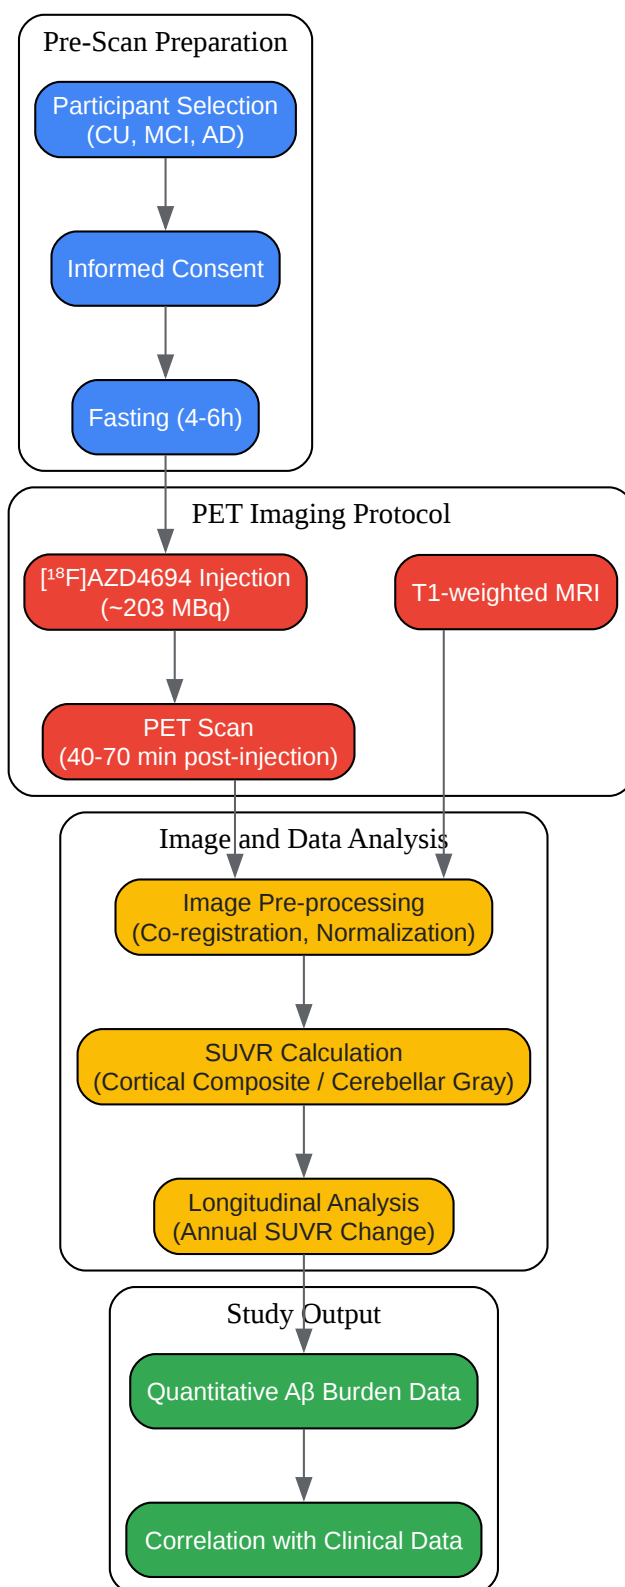 Pre-Scan Preparation
Participant Selection
(CU, MCI, AD)
Informed Consent
Fasting (4-6h)
PET Imaging Protocol
[¹⁸F]AZD4694 Injection
(~203 MBq)
T1-weighted MRI
PET Scan
(40-70 min post-injection)
Image and Data Analysis
Image Pre-processing
(Co-registration, Normalization)
SUVR Calculation
(Cortical Composite / Cerebellar Gray)
Longitudinal Analysis
(Annual SUVR Change)
Study Output
Quantitative Aβ Burden Data
Correlation with Clinical Data